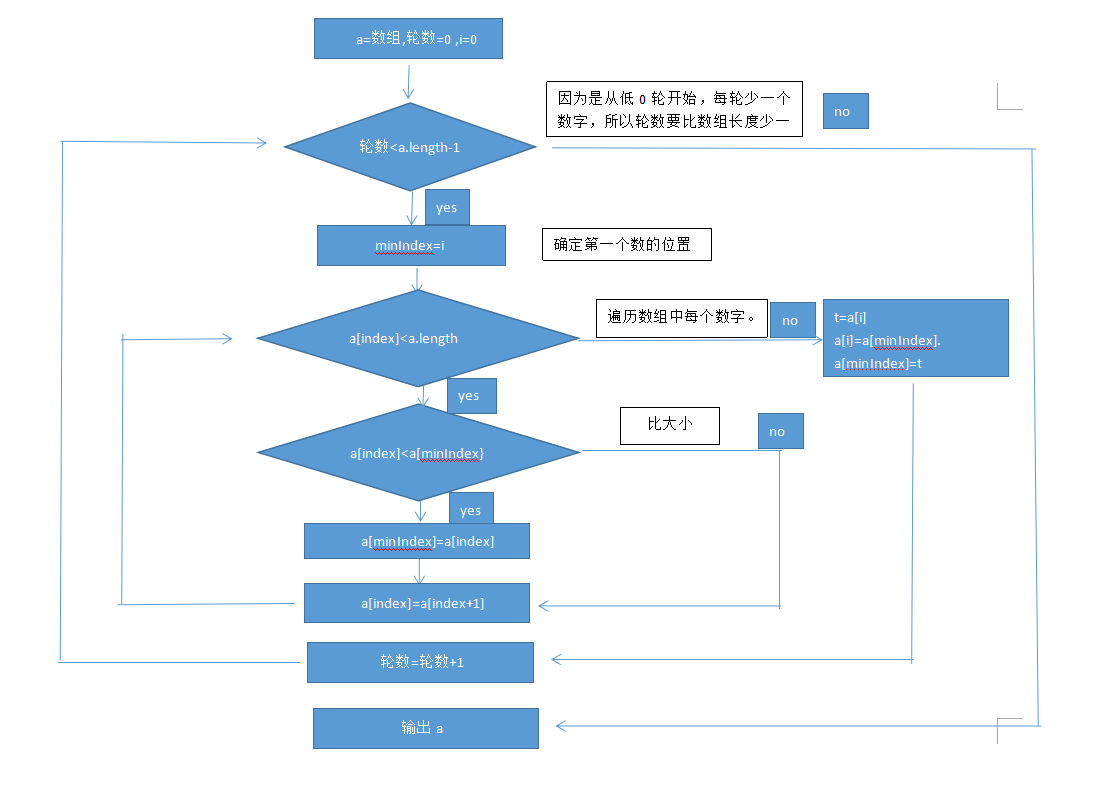 a=数组,轮数=0 ,i=0
因为是从低 0 轮开始，每轮少一个
数字，所以轮数要比数组长度少一
no
轮数<a.length-1
yes
minIndex=i
确定第一个数的位置
遍历数组中每个数字。
no
t=a[i]
a[i]=a[minIndex].
a[minIndex]=t
a[index]<a.length
yes
比大小
no
a[index]<a[minIndex}
yes
a[minIndex]=a[index]
a[index]=a[index+1]
轮数=轮数+1
输出 a